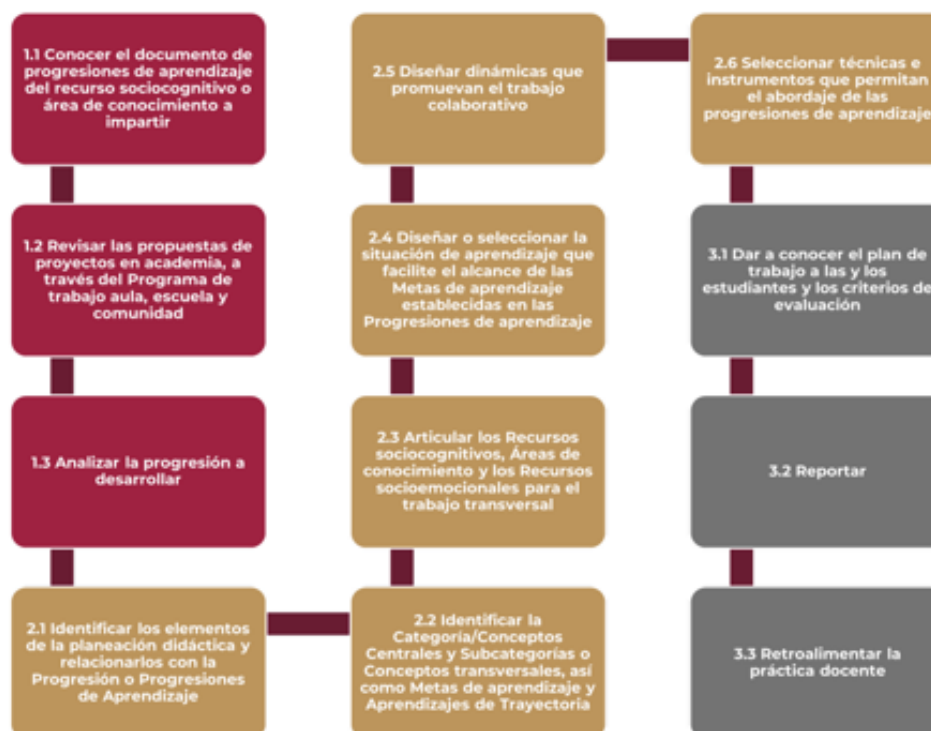 1.1 Conocer el documento de
progresiones de aprendizaje
del recurso sociocognitivo o
área de conocimiento a
impartir
1.2 Revisar las propuestas de
proyectos en academia, a
través del Programa de
trabajo aula, escuela y
comunidad
1.3 Analizar la progresión a
desarrollar
2.1 Identificar los elementos
de la planeación didáctica y
relacionarlos con la
Progresión o Progresiones
de Aprendizaje
2.2 Identificar la
Categoría/Conceptos
Centrales y Subcategorías o
Conceptos transversales, así
como Metas de aprendizaje y
Aprendizajes de Trayectoria
2.3 Articular los Recursos
sociocognitivos, Áreas de
conocimiento y los Recursos
socioemocionales para el
trabajo transversal
2.4 Diseñar o seleccionar la
situación de aprendizaje que
facilite el alcance de las
Metas de aprendizaje
establecidas en las
Progresiones de aprendizaje
2.5 Diseñar dinámicas que
promuevan el trabajo
colaborativo
2.6 Seleccionar técnicas e
instrumentos que permitan
el abordaje de las
progresiones de aprendizaje
3.1 Dar a conocer el plan de
trabajo a las y los
estudiantes y los criterios de
evaluación
3.2 Reportar
3.3 Retroalimentar la
práctica docente